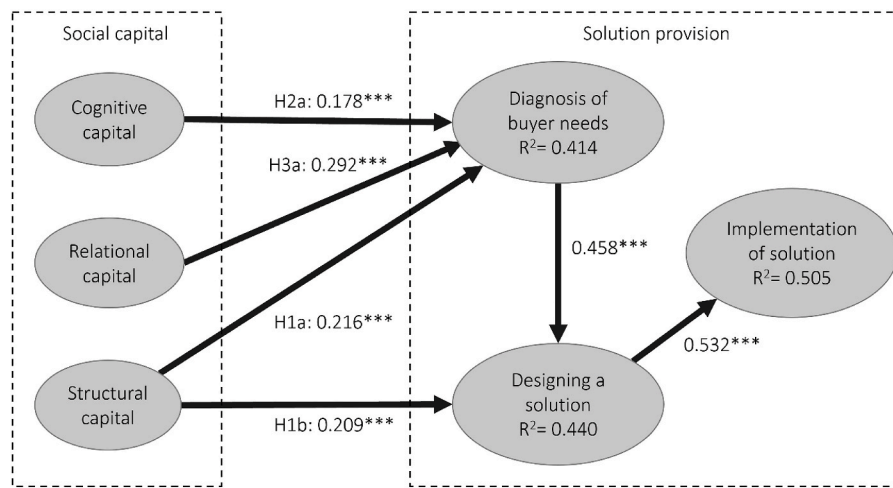 Social capital
Solution provision
Cognitive
capital
H2a: 0.178***
Diagnosis of
buyer needs
R²= 0.414
H3a: 0.292***
Relational
capital
0.458***
Implementation
of solution
R²= 0.505
H1a: 0.216***
0.532***
Structural
capital
H1b: 0.209***
Designing a
solution
R²= 0.440